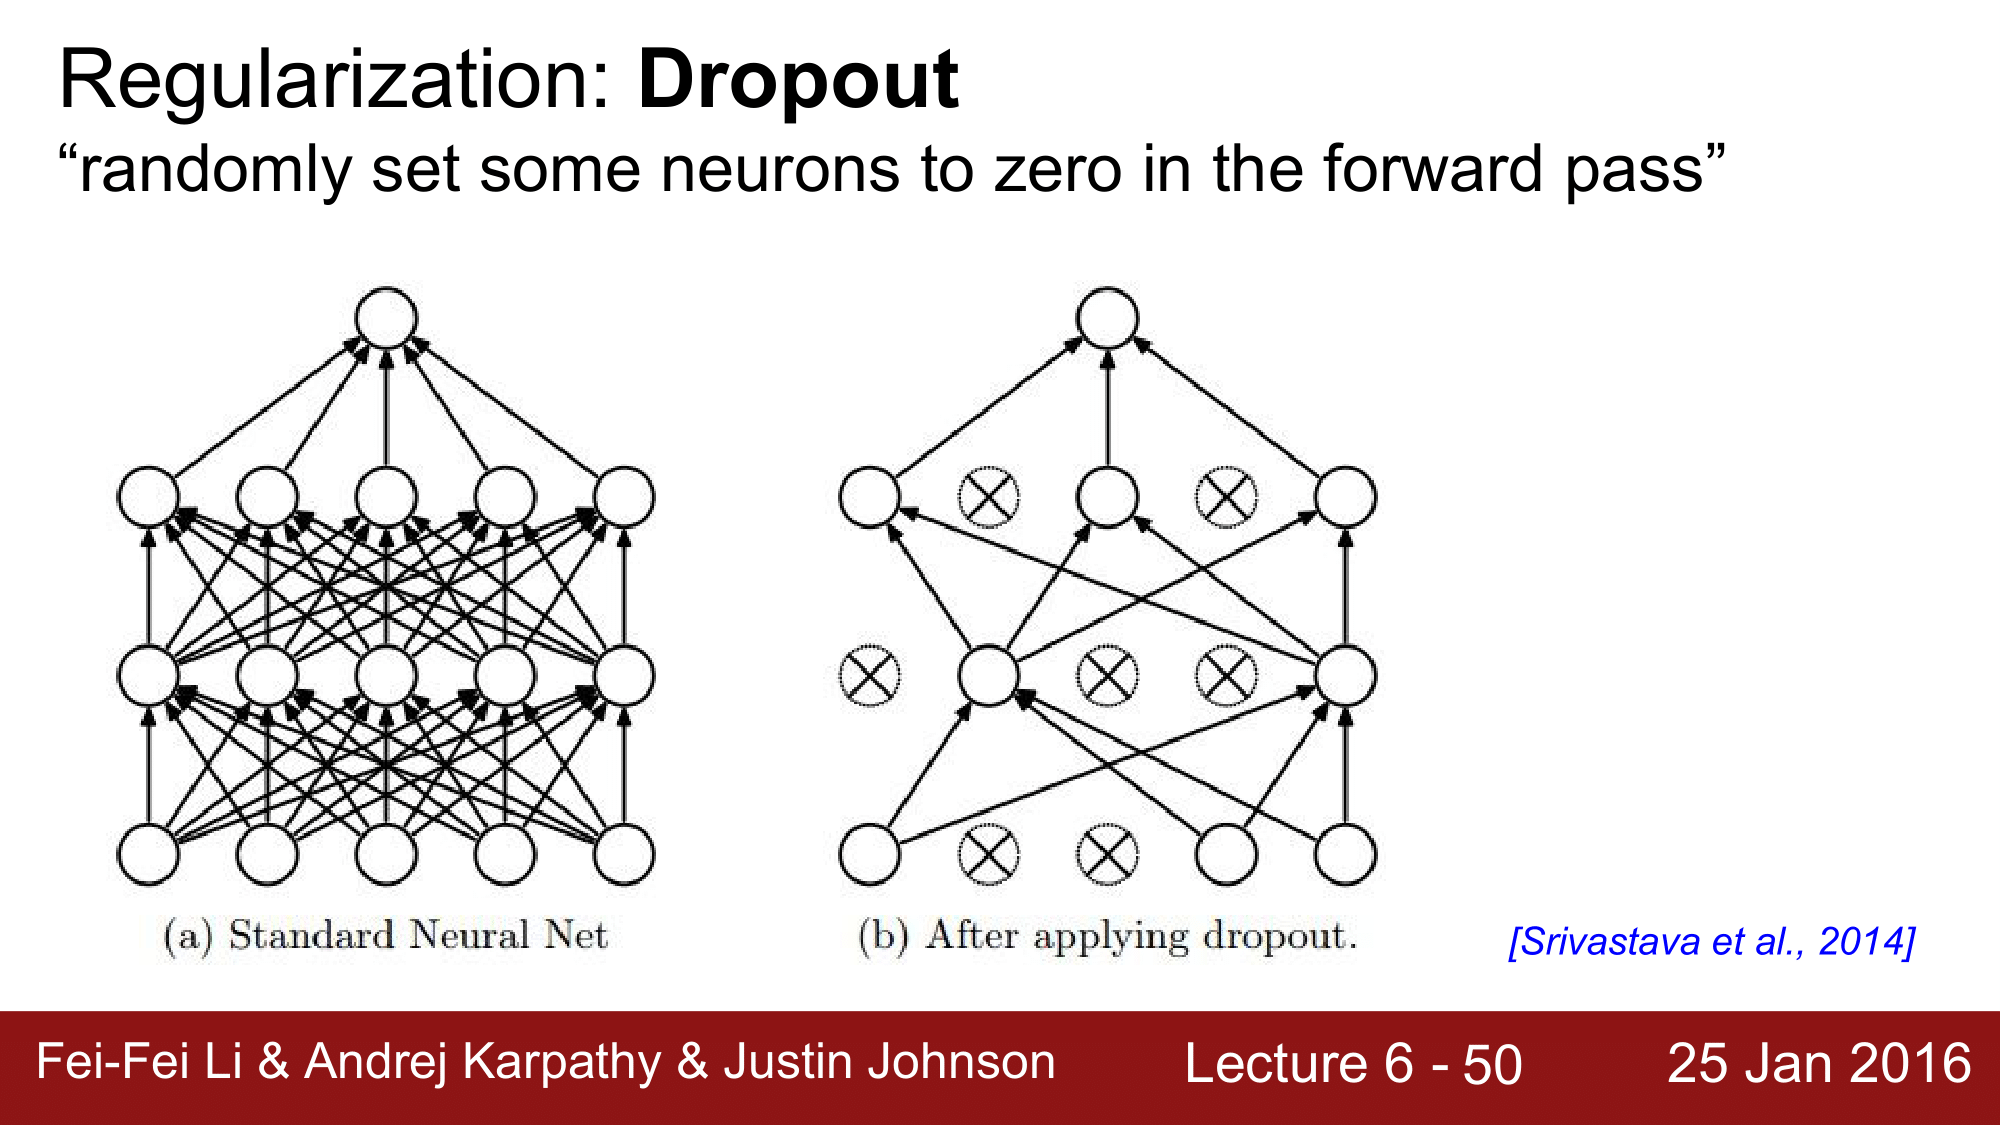 Regularization: Dropout
“randomly set some neurons to zero in the forward pass”
(a) Standard Neural Net
(b) After applying dropout.
[Srivastava et al., 2014]
Fei-Fei Li & Andrej Karpathy & Justin Johnson
Lecture 6 - 50
25 Jan 2016